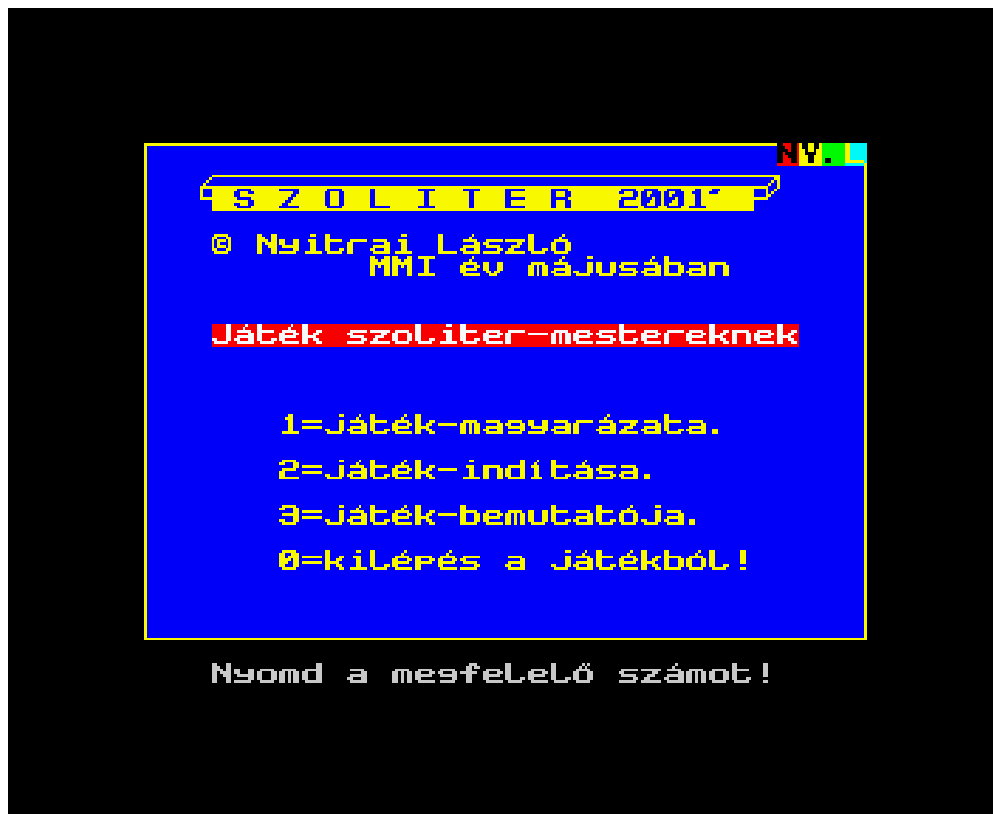 NY.L
S Z O L I T E R 2001'
© Nyitrai László
MMI év májusában
Játék szoliter-mestereknek
1=játék-magyarázata.
2=játék-indítása.
3=játék-bemutatója.
0=kilépés a játékból!
Nyomd a megfelelő számot!